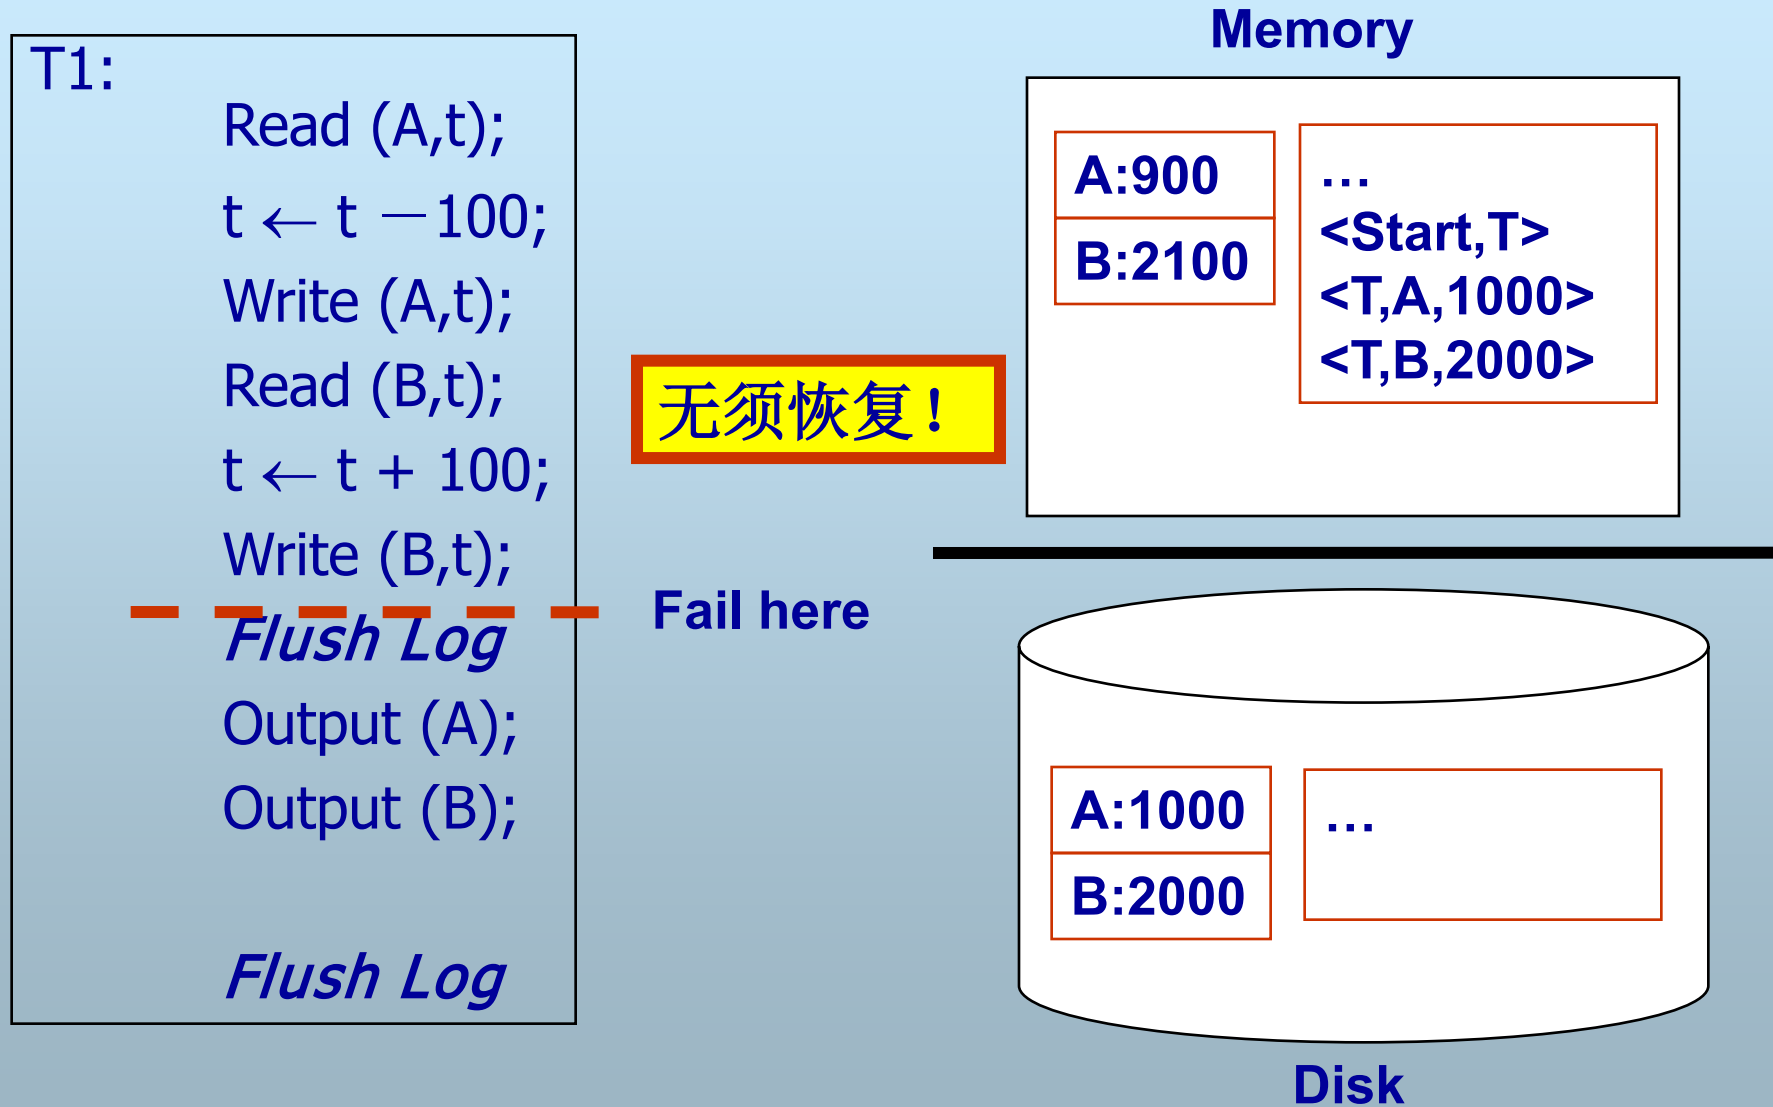 T1:
Read (A,t);
t ← t －100;
Write (A,t);
Read (B,t);
t ← t + 100;
Write (B,t);
Flush Log
Output (A);
Output (B);
Flush Log
无须恢复！
Fail here
Memory
A:900
B:2100
…
<Start,T>
<T,A,1000>
<T,B,2000>
A:1000
B:2000
…
Disk